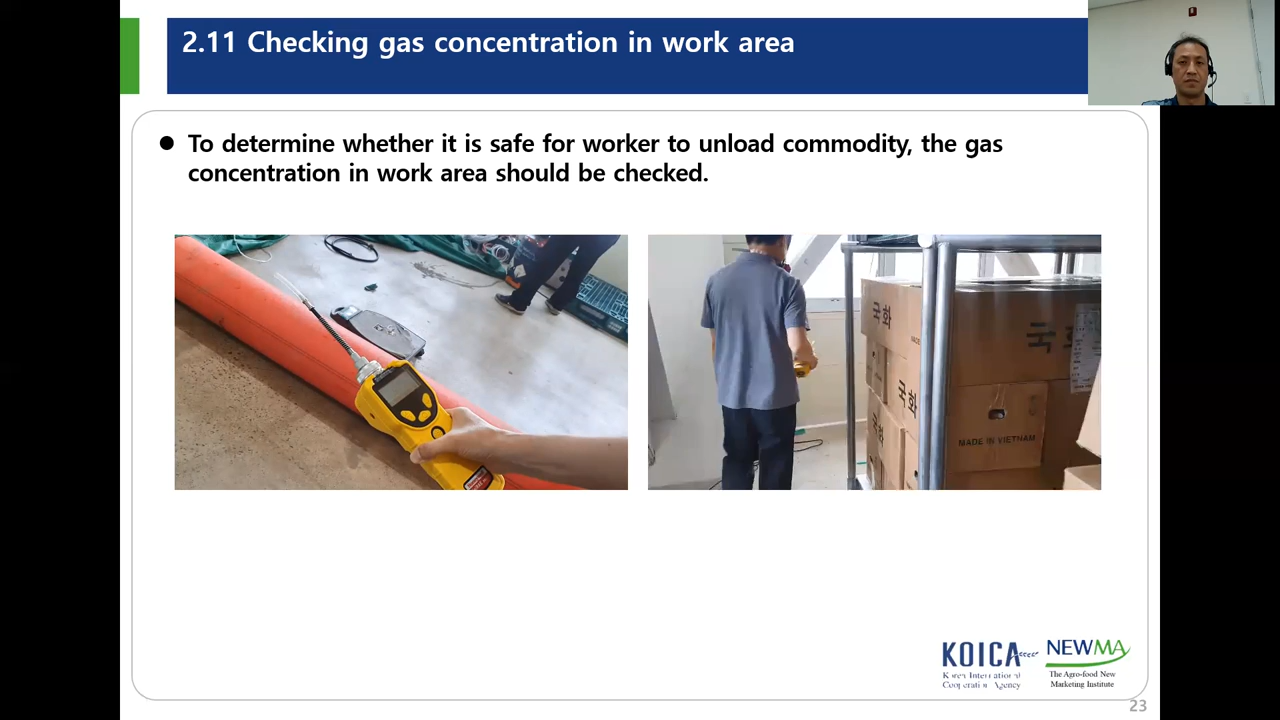 2.11 Checking gas concentration in work area
● To determine whether it is safe for worker to unload commodity, the gas
concentration in work area should be checked.
국화
국화
국화
MADE IN VIETNAM
KOICA
Korea International
Cooperation Agency
NEWMA
The Agro-food New
Marketing Institute
23